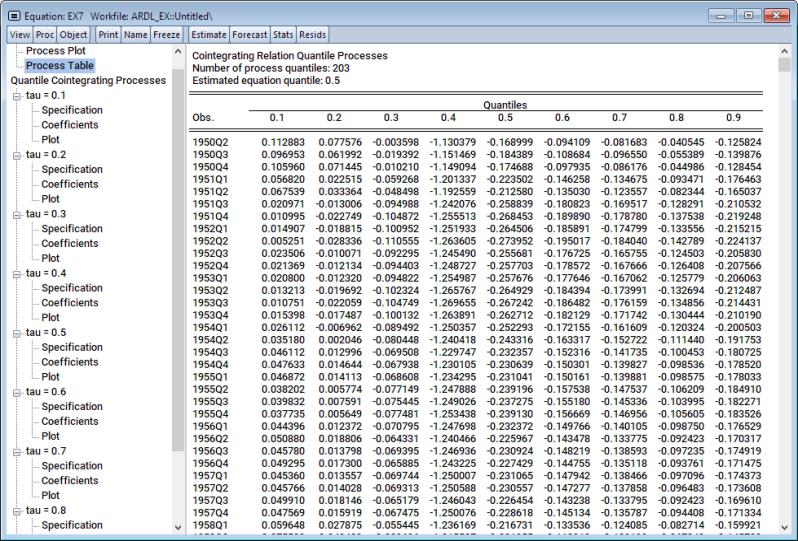 Equation: EX7 Workfile: ARDL_EX::Untitled\
View Proc Object Print Name Freeze Estimate Forecast Stats Resids
Process Plot
Process Table
Quantile Cointegrating Processes
tau = 0.1
Specification
Coefficients
Plot
tau = 0.2
Specification
Coefficients
Plot
tau = 0.3
Specification
Coefficients
Plot
tau = 0.4
Specification
Coefficients
Plot
tau = 0.5
Specification
Coefficients
Plot
tau = 0.6
Specification
Coefficients
Plot
tau = 0.7
Specification
Coefficients
Plot
tau = 0.8
Specification
Cointegrating Relation Quantile Processes
Number of process quantiles: 203
Estimated equation quantile: 0.5
Quantiles
Obs. 0.1 0.2 0.3 0.4 0.5 0.6 0.7 0.8 0.9
1950Q2 0.112883 0.077576 -0.003598 -1.130379 -0.168999 -0.094109 -0.081683 -0.040545 -0.125824
1950Q3 0.096953 0.061992 -0.019392 -1.151469 -0.184389 -0.108684 -0.096550 -0.055389 -0.139876
1950Q4 0.105960 0.071445 -0.010210 -1.149094 -0.174688 -0.097935 -0.086176 -0.044986 -0.128454
1951Q1 0.056820 0.022515 -0.059268 -1.201337 -0.223502 -0.146258 -0.134675 -0.093471 -0.176463
1951Q2 0.067539 0.033364 -0.048498 -1.192559 -0.212580 -0.135030 -0.123557 -0.082344 -0.165037
1951Q3 0.020971 -0.013006 -0.094988 -1.242076 -0.258839 -0.180823 -0.169517 -0.128291 -0.210532
1951Q4 0.010995 -0.022749 -0.104872 -1.255513 -0.268453 -0.189890 -0.178780 -0.137538 -0.219248
1952Q1 0.014907 -0.018815 -0.100952 -1.251933 -0.264506 -0.185891 -0.174799 -0.133556 -0.215215
1952Q2 0.005251 -0.028336 -0.110555 -1.263605 -0.273952 -0.195017 -0.184040 -0.142789 -0.224137
1952Q3 0.023506 -0.010071 -0.092295 -1.245490 -0.255681 -0.176725 -0.165755 -0.124503 -0.205830
1952Q4 0.021369 -0.012134 -0.094403 -1.248727 -0.257703 -0.178572 -0.167666 -0.126408 -0.207566
1953Q1 0.020800 -0.012320 -0.094822 -1.254987 -0.257676 -0.177646 -0.167062 -0.125779 -0.206063
1953Q2 0.013213 -0.019692 -0.102324 -1.265767 -0.264929 -0.184394 -0.173991 -0.132694 -0.212487
1953Q3 0.010751 -0.022059 -0.104749 -1.269655 -0.267242 -0.186482 -0.176159 -0.134856 -0.214431
1953Q4 0.015398 -0.017487 -0.100132 -1.263891 -0.262712 -0.182129 -0.171742 -0.130444 -0.210190
1954Q1 0.026112 -0.006962 -0.089492 -1.250357 -0.252293 -0.172155 -0.161609 -0.120324 -0.200503
1954Q2 0.035180 0.002046 -0.080448 -1.240418 -0.243316 -0.163317 -0.152722 -0.111440 -0.191753
1954Q3 0.046112 0.012996 -0.069508 -1.229747 -0.232357 -0.152316 -0.141735 -0.100453 -0.180725
1954Q4 0.047633 0.014644 -0.067938 -1.230105 -0.230639 -0.150301 -0.139827 -0.098536 -0.178520
1955Q1 0.046872 0.014113 -0.068608 -1.234295 -0.231041 -0.150161 -0.139881 -0.098575 -0.178033
1955Q2 0.038202 0.005774 -0.077149 -1.247888 -0.239196 -0.157538 -0.147537 -0.106209 -0.184910
1955Q3 0.039832 0.007591 -0.075445 -1.249026 -0.237275 -0.155180 -0.145336 -0.103995 -0.182271
1955Q4 0.037735 0.005649 -0.077481 -1.253438 -0.239130 -0.156669 -0.146956 -0.105605 -0.183526
1956Q1 0.044396 0.012372 -0.070795 -1.247698 -0.232372 -0.149766 -0.140105 -0.098750 -0.176529
1956Q2 0.050880 0.018806 -0.064331 -1.240466 -0.225967 -0.143478 -0.133775 -0.092423 -0.170317
1956Q3 0.045780 0.013798 -0.069395 -1.246936 -0.230924 -0.148219 -0.138593 -0.097235 -0.174919
1956Q4 0.049295 0.017300 -0.065885 -1.243225 -0.227429 -0.144755 -0.135118 -0.093761 -0.171475
1957Q1 0.045360 0.013557 -0.069744 -1.250007 -0.231065 -0.147942 -0.138466 -0.097096 -0.174373
1957Q2 0.045766 0.014028 -0.069313 -1.250588 -0.230557 -0.147277 -0.137858 -0.096483 -0.173608
1957Q3 0.049910 0.018146 -0.065179 -1.246043 -0.226454 -0.143238 -0.133795 -0.092423 -0.169610
1957Q4 0.047569 0.015919 -0.067475 -1.250076 -0.228618 -0.145134 -0.135787 -0.094408 -0.171334
1958Q1 0.059648 0.027875 -0.055445 -1.236169 -0.216731 -0.133536 -0.124085 -0.082714 -0.159921